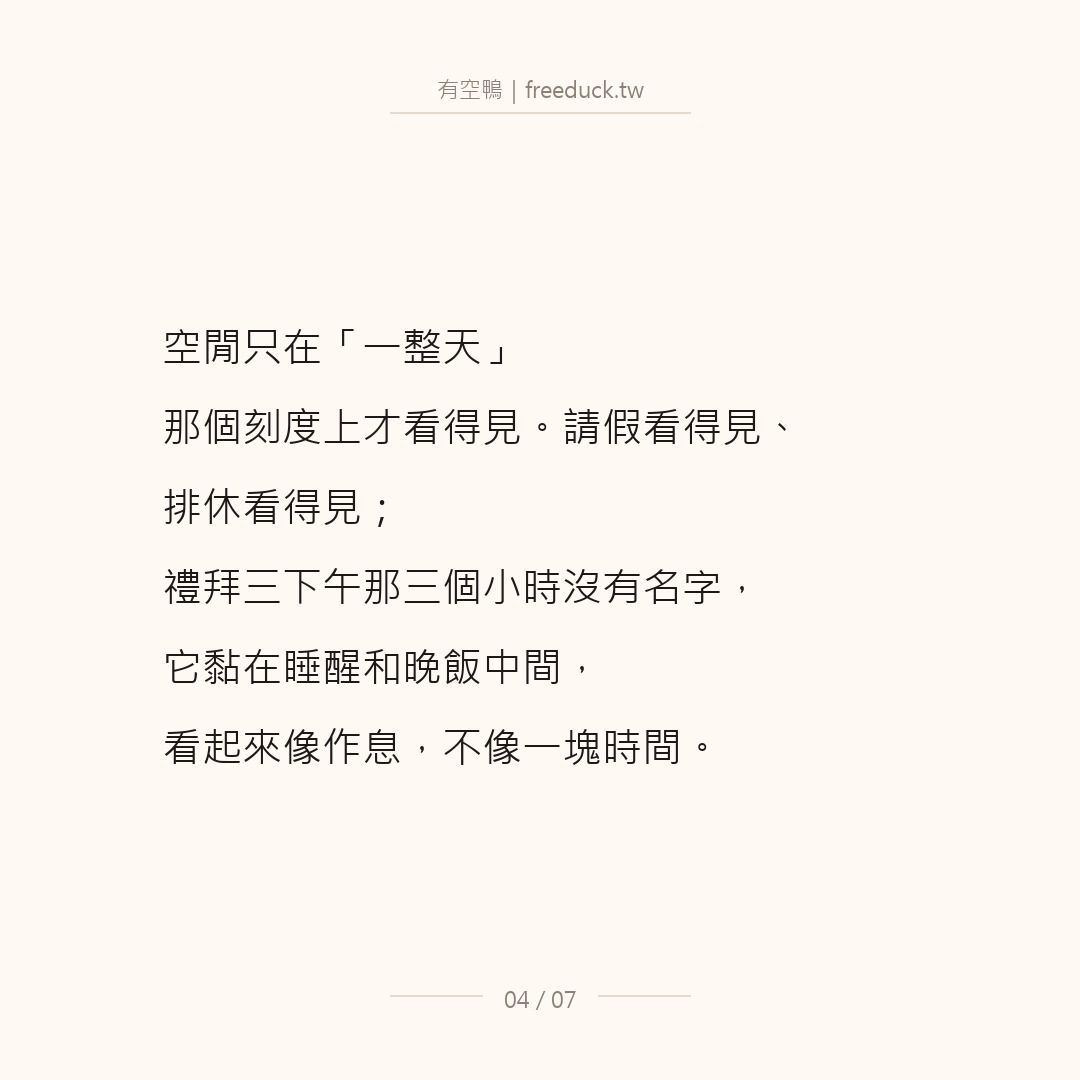 有空鴨｜freeduck.tw
空閒只在「一整天」
那個刻度上才看得見。請假看得見、
排休看得見；
禮拜三下午那三個小時沒有名字，
它黏在睡醒和晚飯中間，
看起來像作息，不像一塊時間。
04 / 07